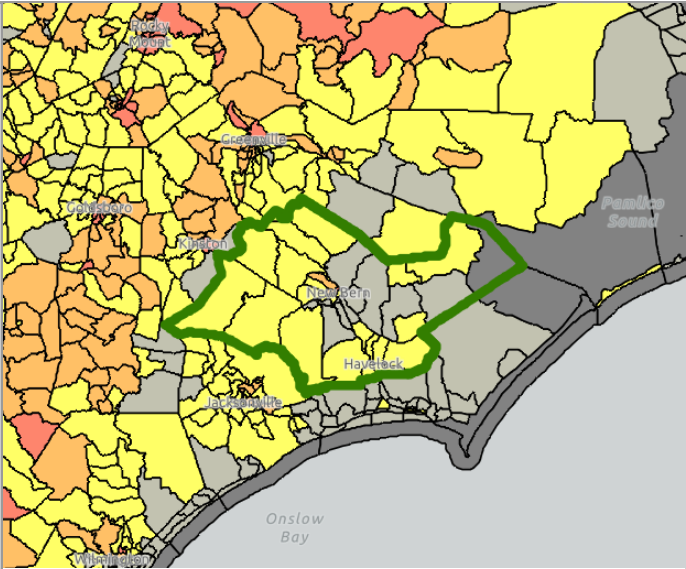 Rocky
Mount
Greenville
Goldsboro
Kinston
Pamlico
Sound
New Bern
Havelock
Jacksonville
Onslow
Bay
Wilmington